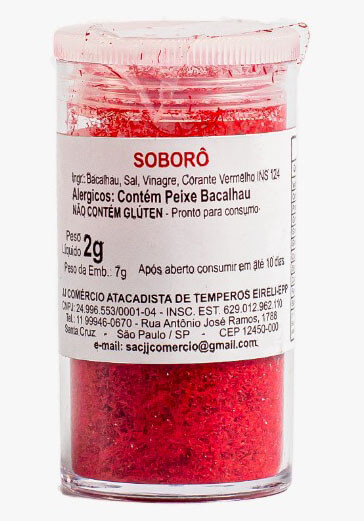 SOBORÔ
Ingr.: Bacalhau, Sal, Vinagre, Corante Vermelho INS 124
Alergicos: Contém Peixe Bacalhau
NÃO CONTÉM GLÚTEN - Pronto para consumo
Peso
Líquido 2g
Peso da Emb.: 7g
Após aberto consumir em até 10 dias
JJ COMÉRCIO ATACADISTA DE TEMPEROS EIRELI-EPP
CNPJ: 24.996.553/0001-04 - INSC. EST. 629.012.962.110
Tel.: 11.99946-0670 - Rua Antônio José Ramos, 1788
Santa Cruz - São Paulo / SP - CEP 12450-000
e-mail: sacjjcomercio@gmail.com